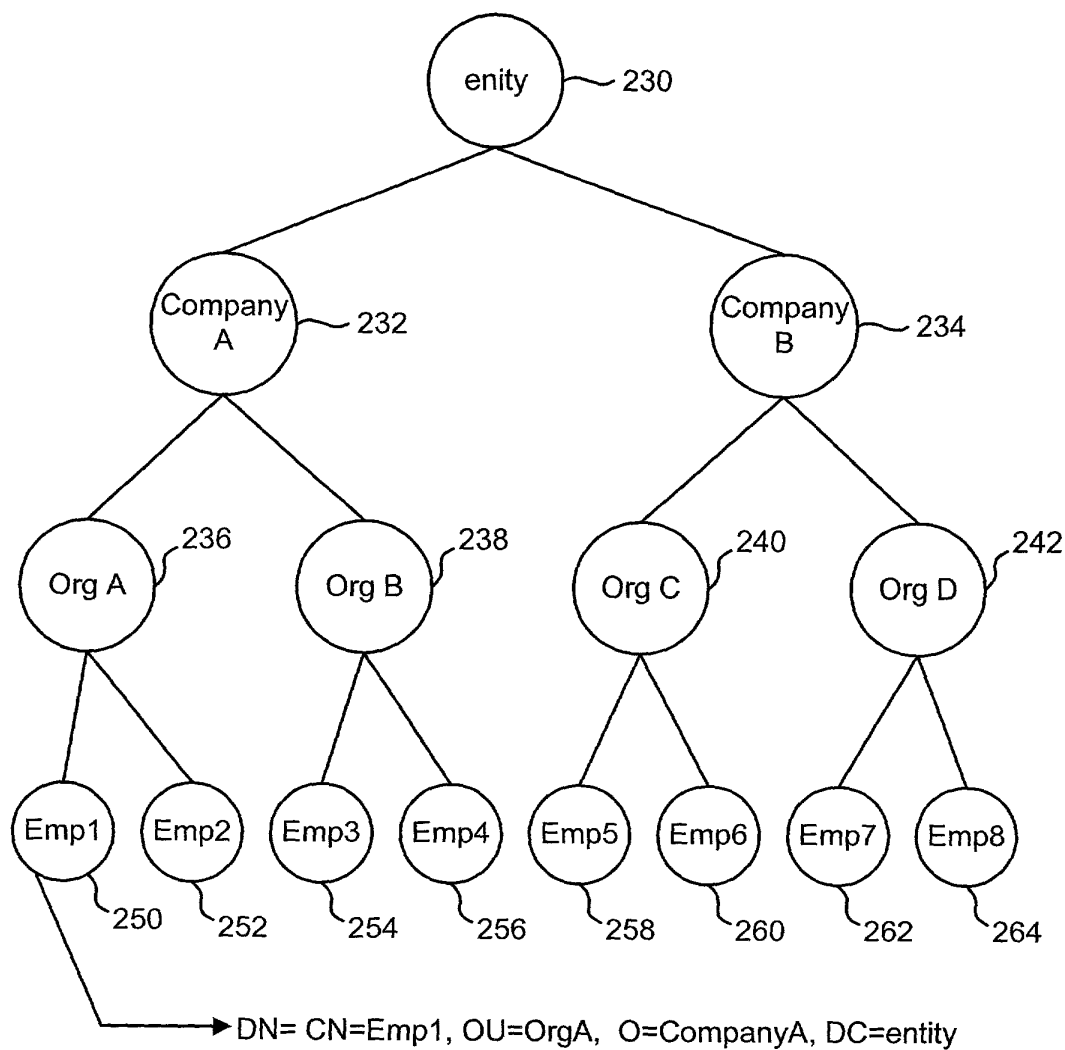 enity
230
Company
A
232
Company
B
234
Org A
236
Org B
238
Org C
240
Org D
242
Emp1
Emp2
Emp3
Emp4
Emp5
Emp6
Emp7
Emp8
250
252
254
256
258
260
262
264
DN= CN=Emp1, OU=OrgA, O=CompanyA, DC=entity